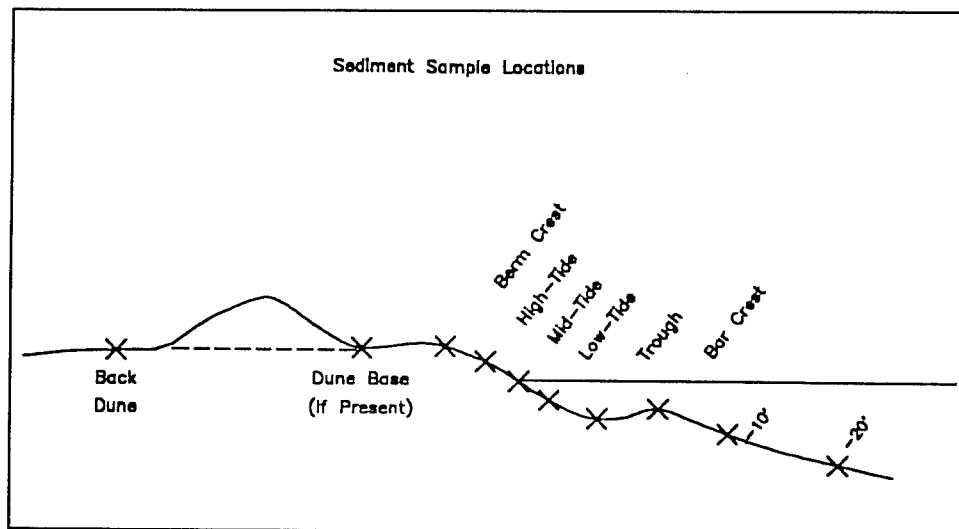 Sediment Sample Locations
Berm Crest
High-Tide
Mid-Tide
Low-Tide
Trough
Bar Crest
Back
Dune
Dune Base
(If Present)
-10'
-20'